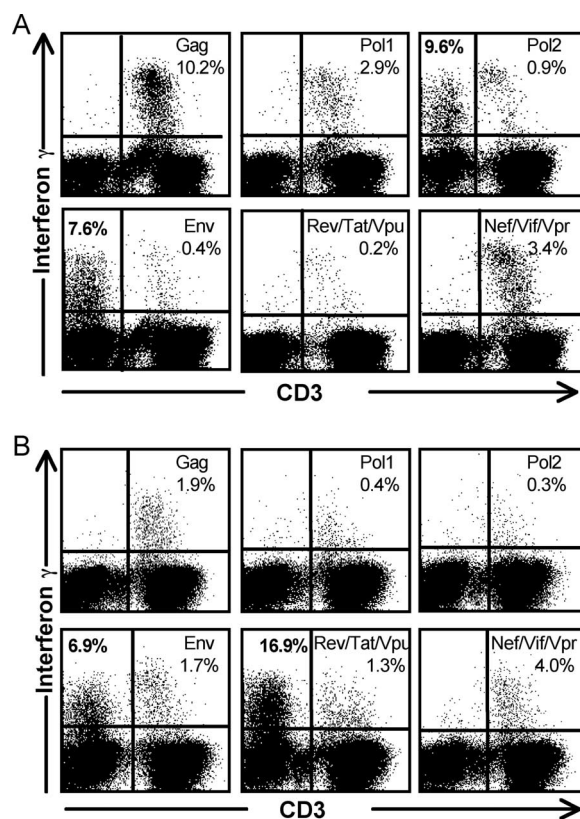 A
Gag
10.2%
Pol1
2.9%
9.6% Pol2
0.9%
7.6% Env
0.4%
Rev/Tat/Vpu
0.2%
Nef/Vif/Vpr
3.4%
Interferon γ
CD3
B
Gag
1.9%
Pol1
0.4%
Pol2
0.3%
6.9% Env
1.7%
16.9% Rev/Tat/Vpu
1.3%
Nef/Vif/Vpr
4.0%
Interferon γ
CD3